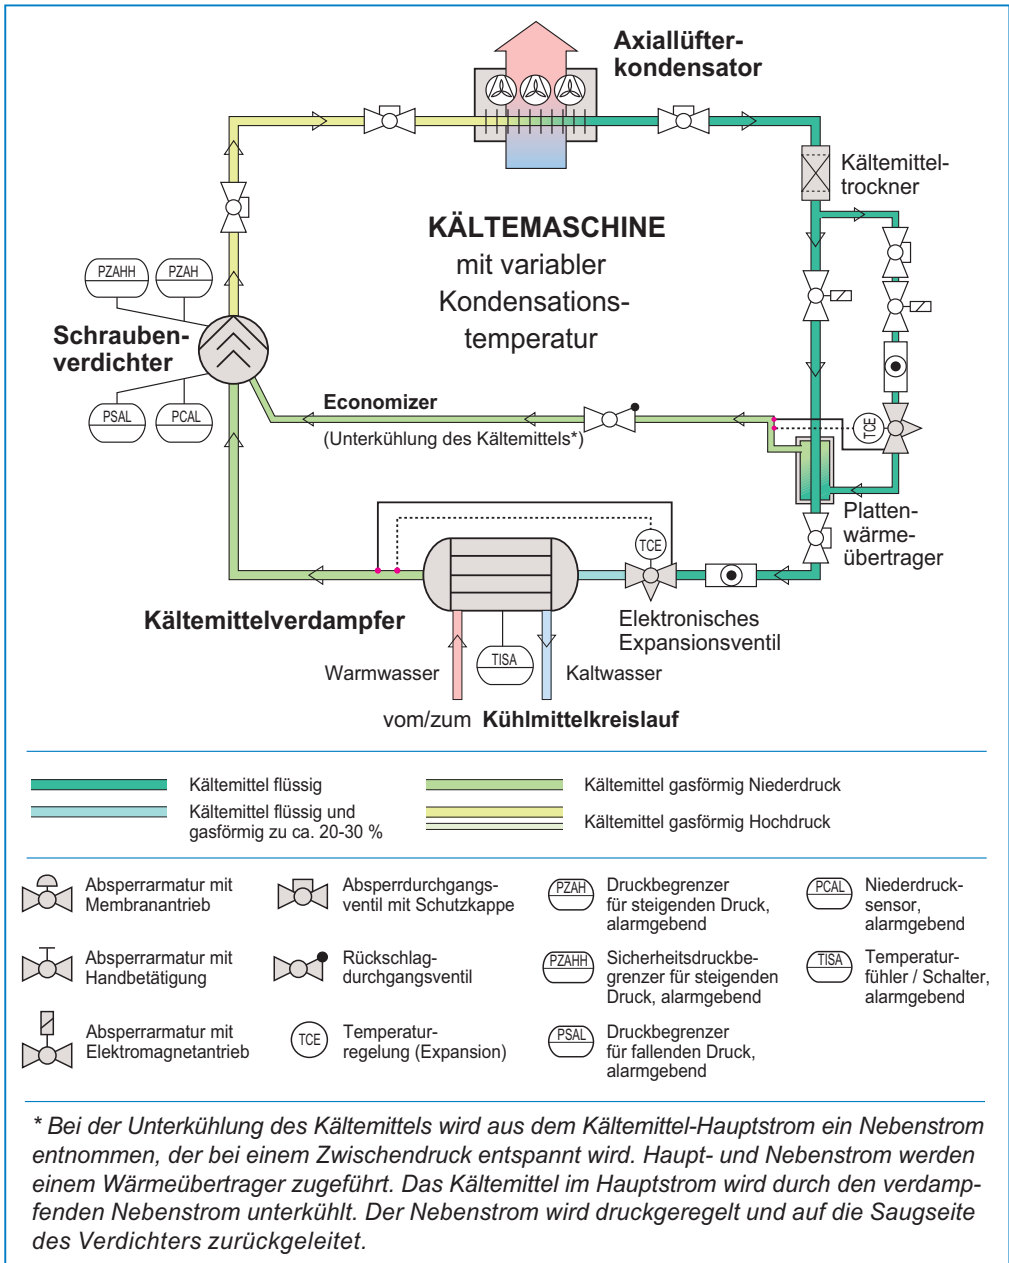 Axiallüfter-
kondensator
Kältemittel-
trockner
KÄLTEMASCHINE
mit variabler
Kondensations-
temperatur
PZAHH
PZAH
Schrauben-
verdichter
PSAL
PCAL
Economizer
(Unterkühlung des Kältemittels*)
TCE
Platten-
wärme-
übertrager
TCE
Elektronisches
Expansionsventil
Kältemittelverdampfer
TISA
Warmwasser
Kaltwasser
vom/zum Kühlmittelkreislauf
Kältemittel flüssig
Kältemittel gasförmig Niederdruck
Kältemittel flüssig und
gasförmig zu ca. 20-30 %
Kältemittel gasförmig Hochdruck
Absperrarmatur mit
Membranantrieb
Absperrdurchgangs-
ventil mit Schutzkappe
PZAH
Druckbegrenzer
für steigenden Druck,
alarmgebend
PCAL
Niederdruck-
sensor,
alarmgebend
Absperrarmatur mit
Handbetätigung
Rückschlag-
durchgangsventil
PZAHH
Sicherheitsdruckbe-
grenzer für steigenden
Druck, alarmgebend
TISA
Temperatur-
fühler / Schalter,
alarmgebend
Absperrarmatur mit
Elektromagnetantrieb
TCE
Temperatur-
regelung (Expansion)
PSAL
Druckbegrenzer
für fallenden Druck,
alarmgebend
* Bei der Unterkühlung des Kältemittels wird aus dem Kältemittel-Hauptstrom ein Nebenstrom
entnommen, der bei einem Zwischendruck entspannt wird. Haupt- und Nebenstrom werden
einem Wärmeübertrager zugeführt. Das Kältemittel im Hauptstrom wird durch den verdamp-
fenden Nebenstrom unterkühlt. Der Nebenstrom wird druckgeregelt und auf die Saugseite
des Verdichters zurückgeleitet.